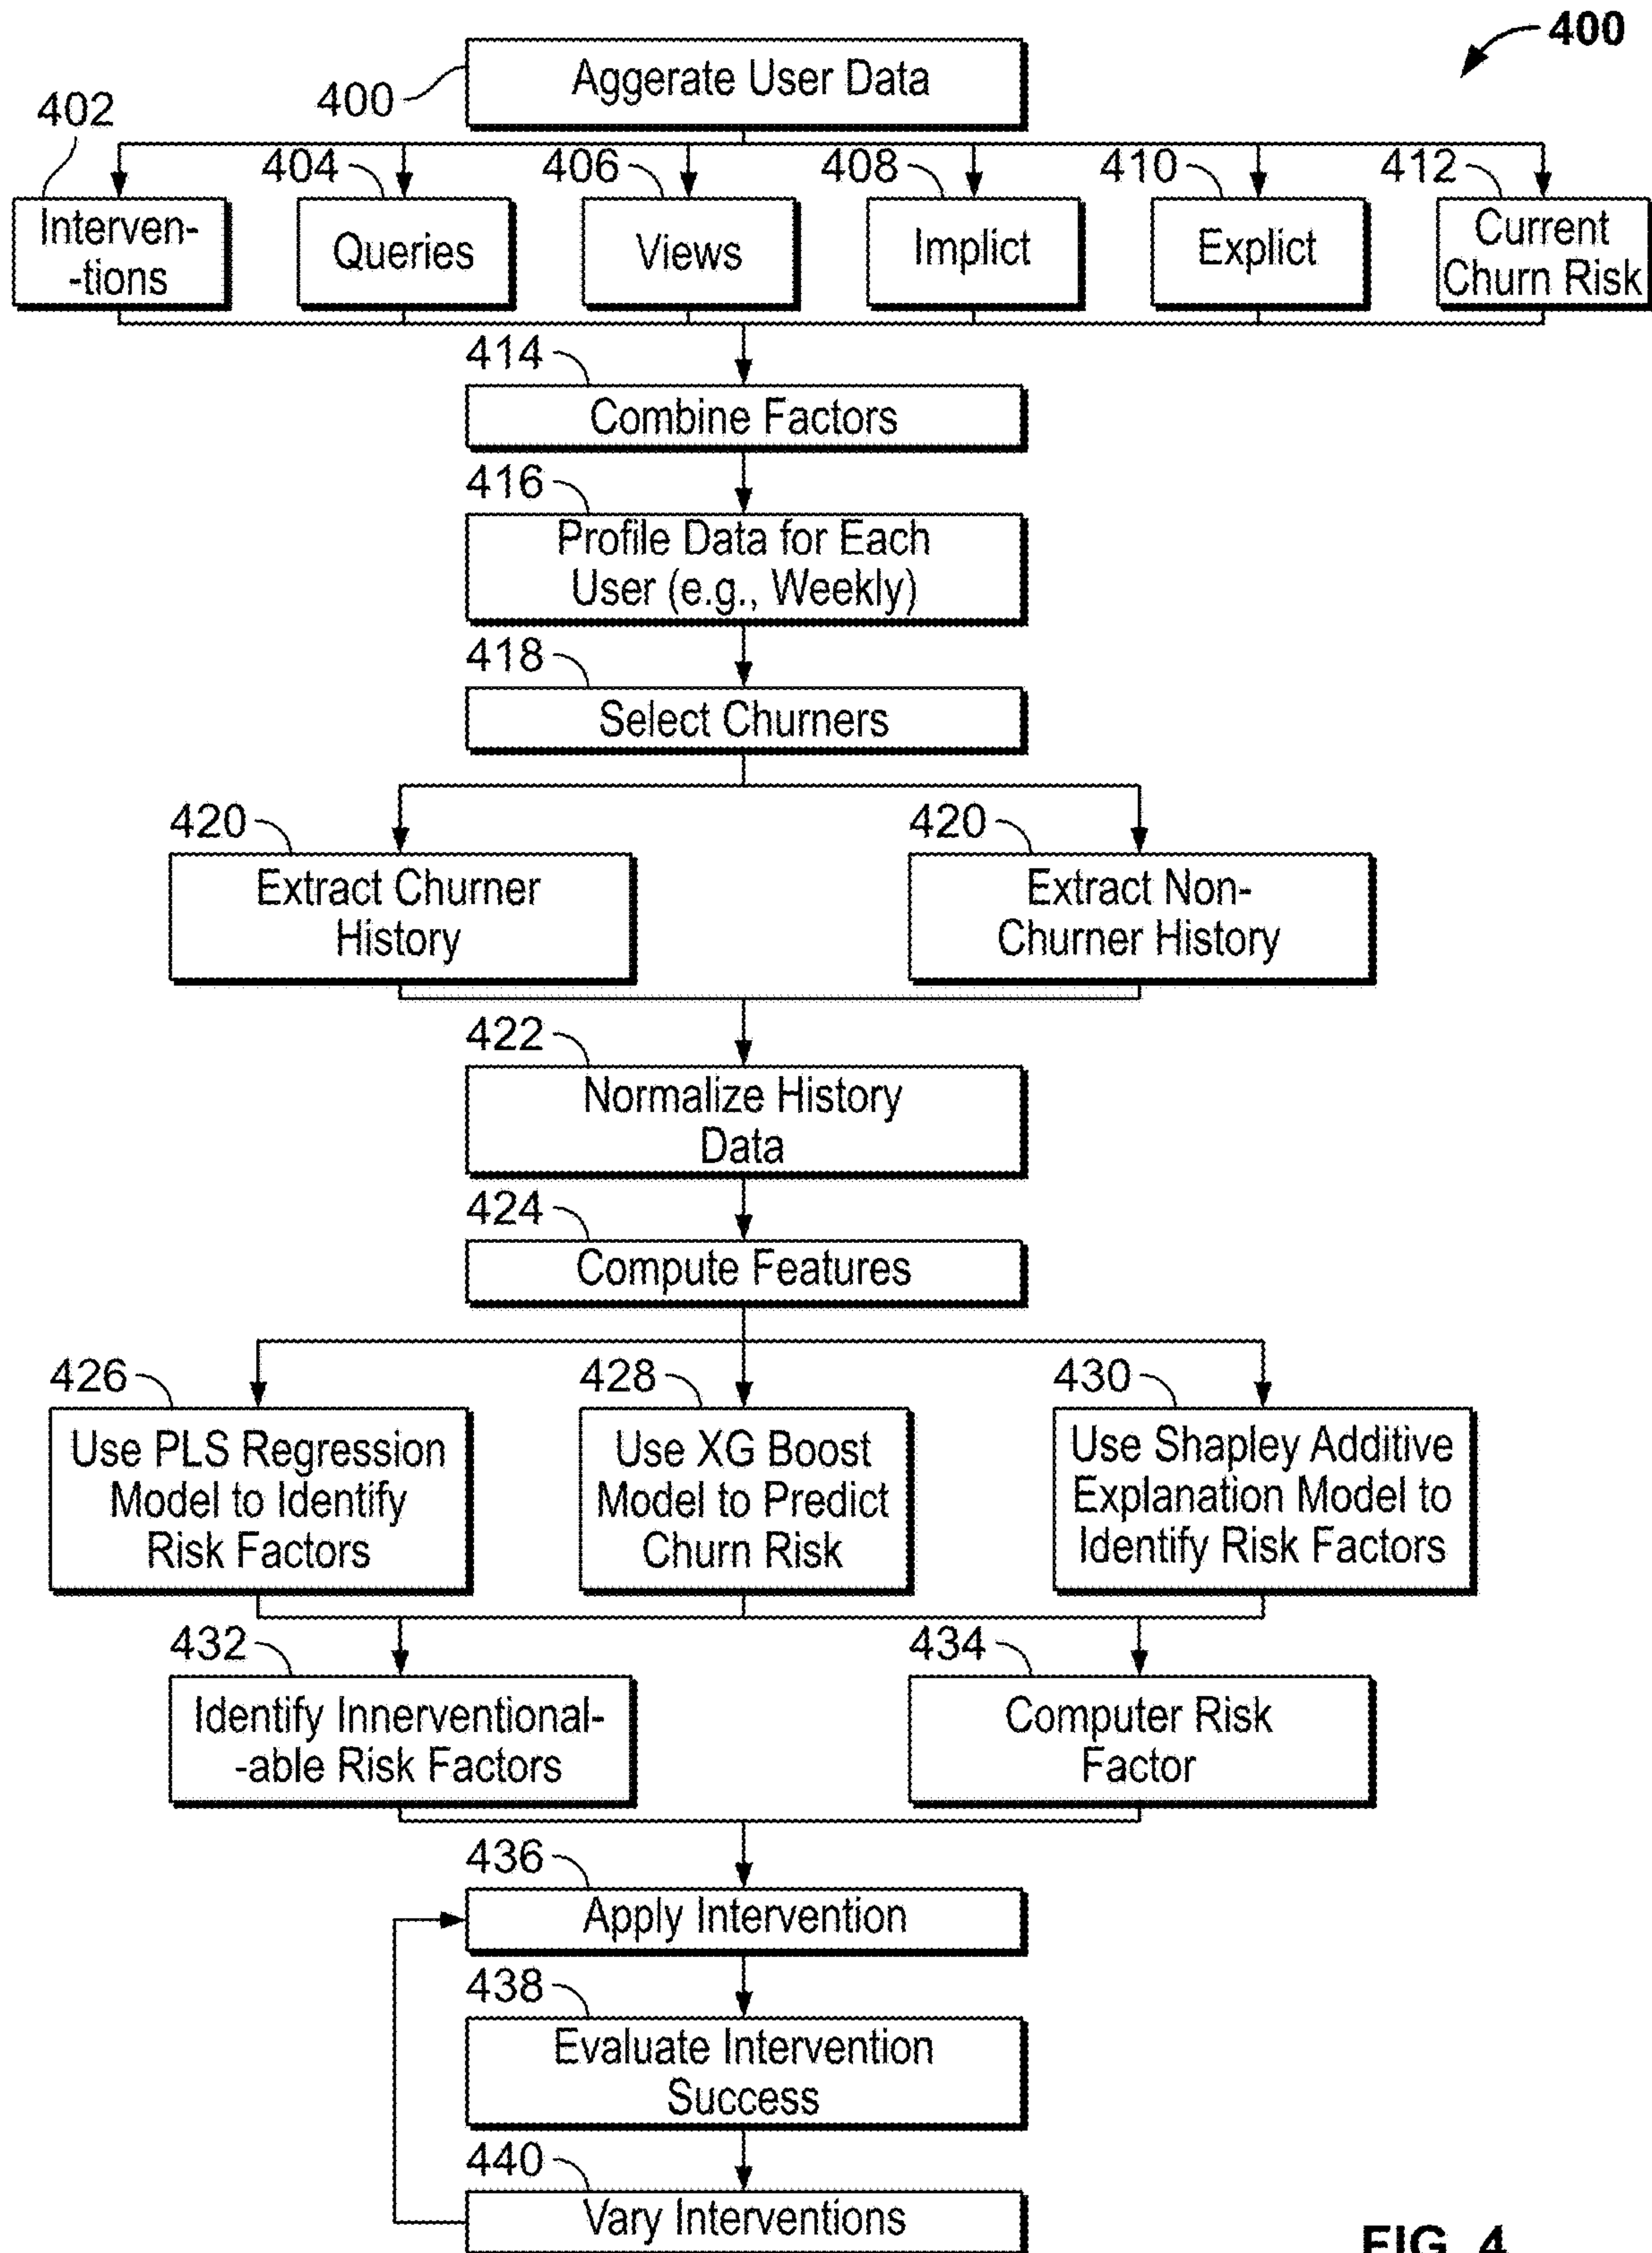 400
400
Aggerate User Data
402
404
406
408
410
412
Interven-
-tions
Queries
Views
Implict
Explict
Current
Churn Risk
414
Combine Factors
416
Profile Data for Each
User (e.g., Weekly)
418
Select Churners
420
420
Extract Churner
History
Extract Non-
Churner History
422
Normalize History
Data
424
Compute Features
426
428
430
Use PLS Regression
Model to Identify
Risk Factors
Use XG Boost
Model to Predict
Churn Risk
Use Shapley Additive
Explanation Model to
Identify Risk Factors
432
434
Identify Innerventional-
-able Risk Factors
Computer Risk
Factor
436
Apply Intervention
438
Evaluate Intervention
Success
440
Vary Interventions
FIG. 4